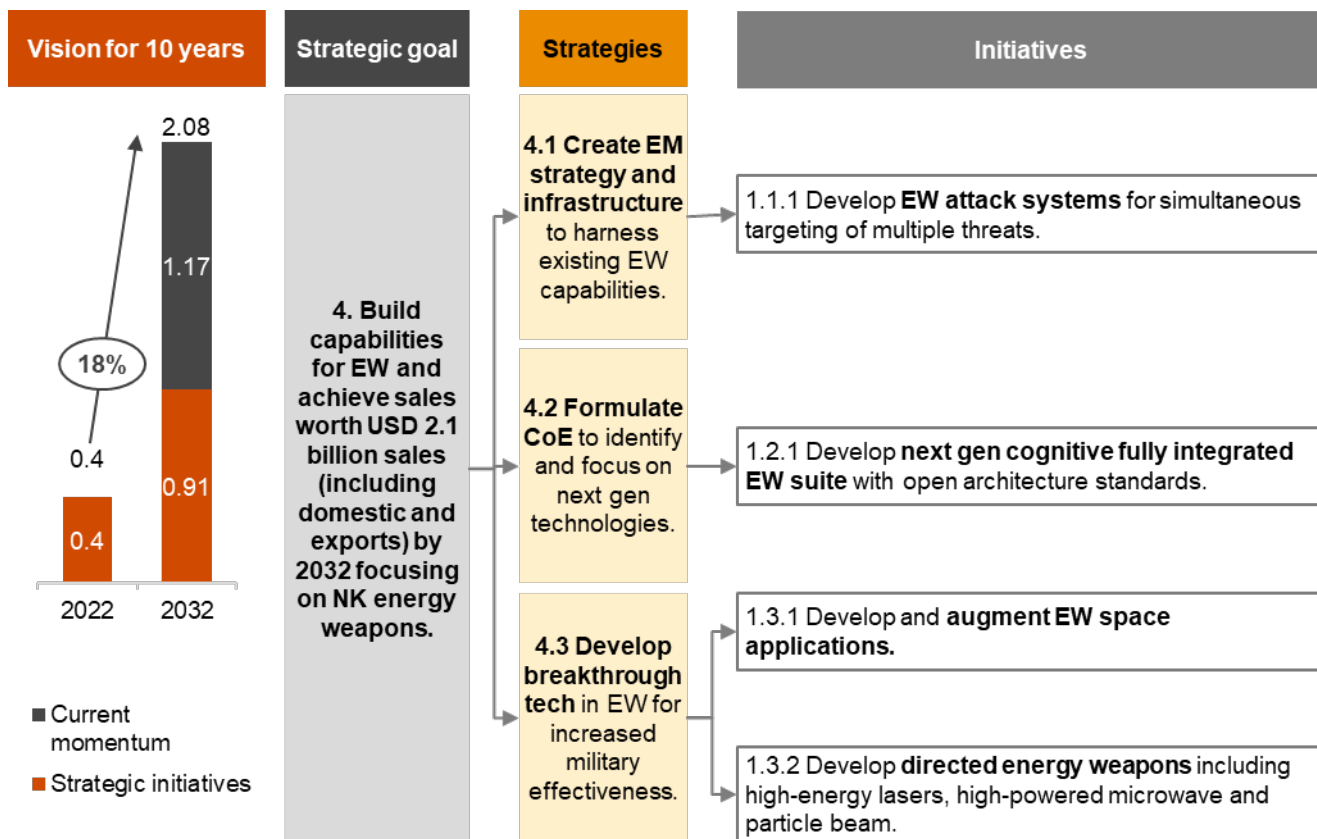 Vision for 10 years
Strategic goal
Strategies
Initiatives
2.08
1.17
18%
0.4
0.91
0.4
2022
2032
Current
momentum
Strategic initiatives
4. Build
capabilities
for EW and
achieve sales
worth USD 2.1
billion sales
(including
domestic and
exports) by
2032 focusing
on NK energy
weapons.
4.1 Create EM
strategy and
infrastructure
to harness
existing EW
capabilities.
4.2 Formulate
CoE to identify
and focus on
next gen
technologies.
4.3 Develop
breakthrough
tech in EW for
increased
military
effectiveness.
1.1.1 Develop EW attack systems for simultaneous
targeting of multiple threats.
1.2.1 Develop next gen cognitive fully integrated
EW suite with open architecture standards.
1.3.1 Develop and augment EW space
applications.
1.3.2 Develop directed energy weapons including
high-energy lasers, high-powered microwave and
particle beam.